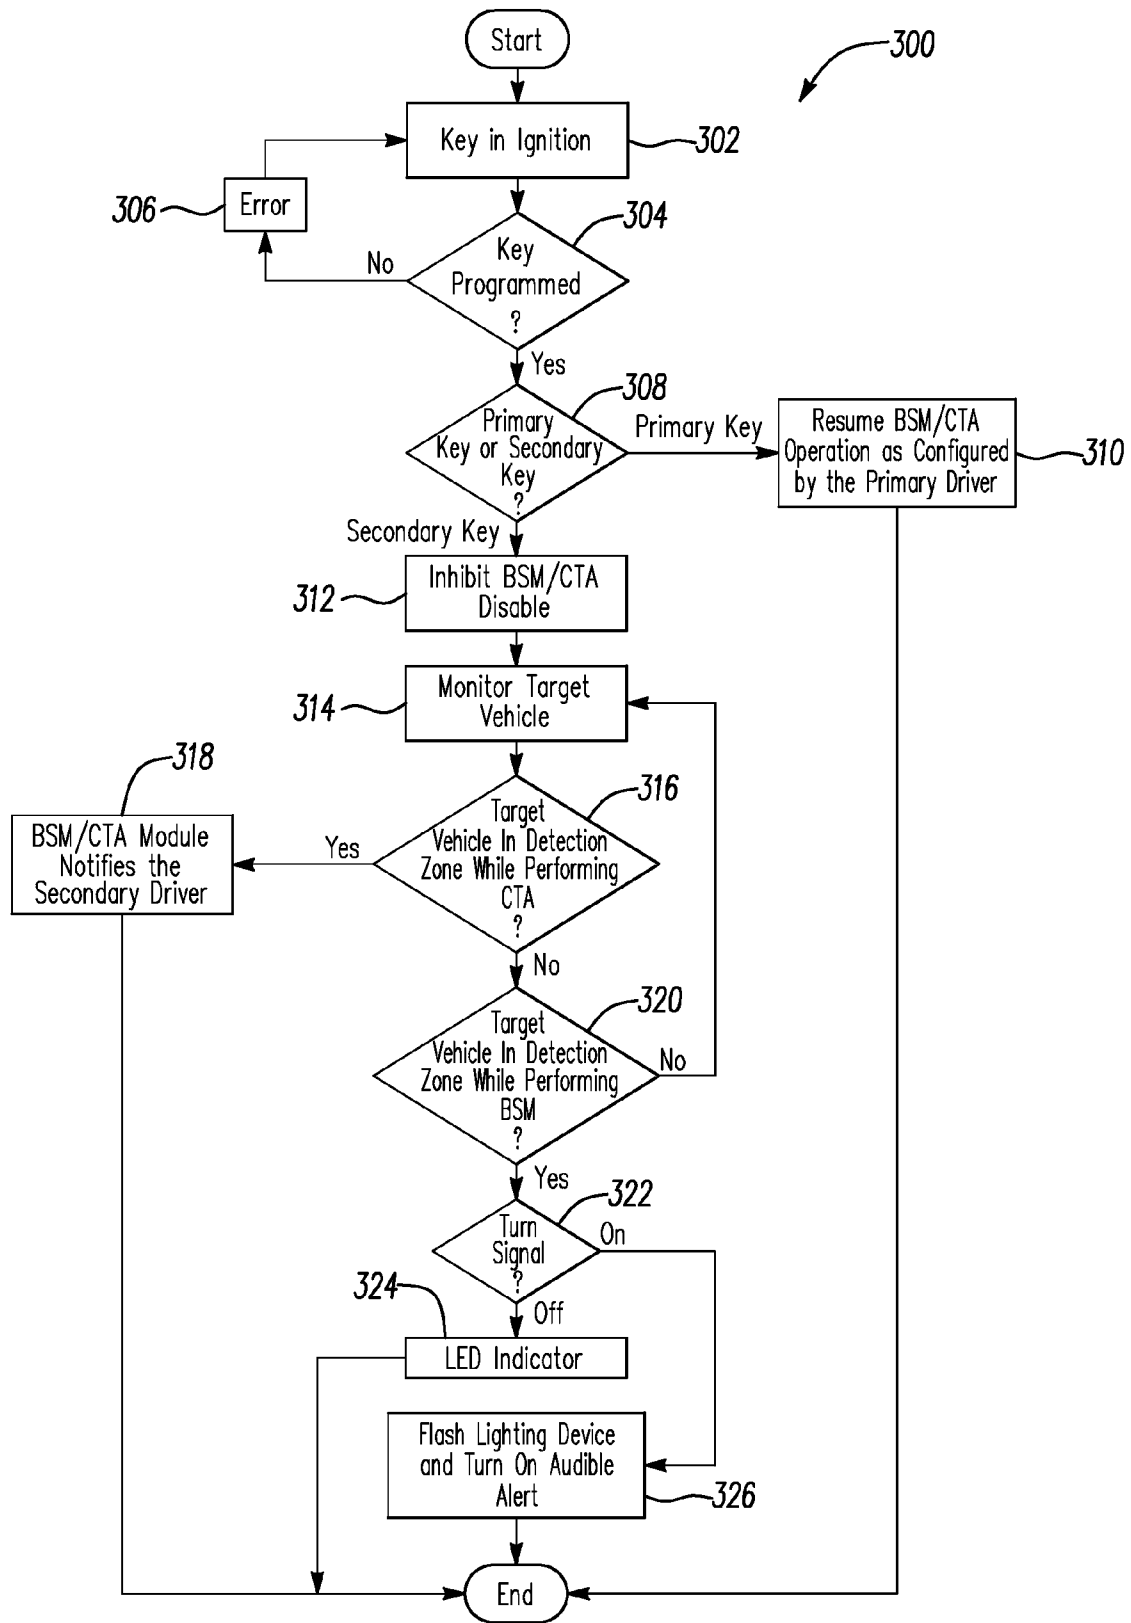 Start
300
Key in Ignition
302
306
Error
304
No
Key
Programmed
?
Yes
308
Primary
Key or Secondary
Key
?
Primary Key
Resume BSM/CTA
Operation as Configured
by the Primary Driver
310
Secondary Key
312
Inhibit BSM/CTA
Disable
314
Monitor Target
Vehicle
318
316
BSM/CTA Module
Notifies the
Secondary Driver
Yes
Target
Vehicle In Detection
Zone While Performing
CTA
?
No
320
Target
Vehicle In Detection
Zone While Performing
BSM
?
No
Yes
322
Turn
Signal
?
On
324
Off
LED Indicator
Flash Lighting Device
and Turn On Audible
Alert
326
End